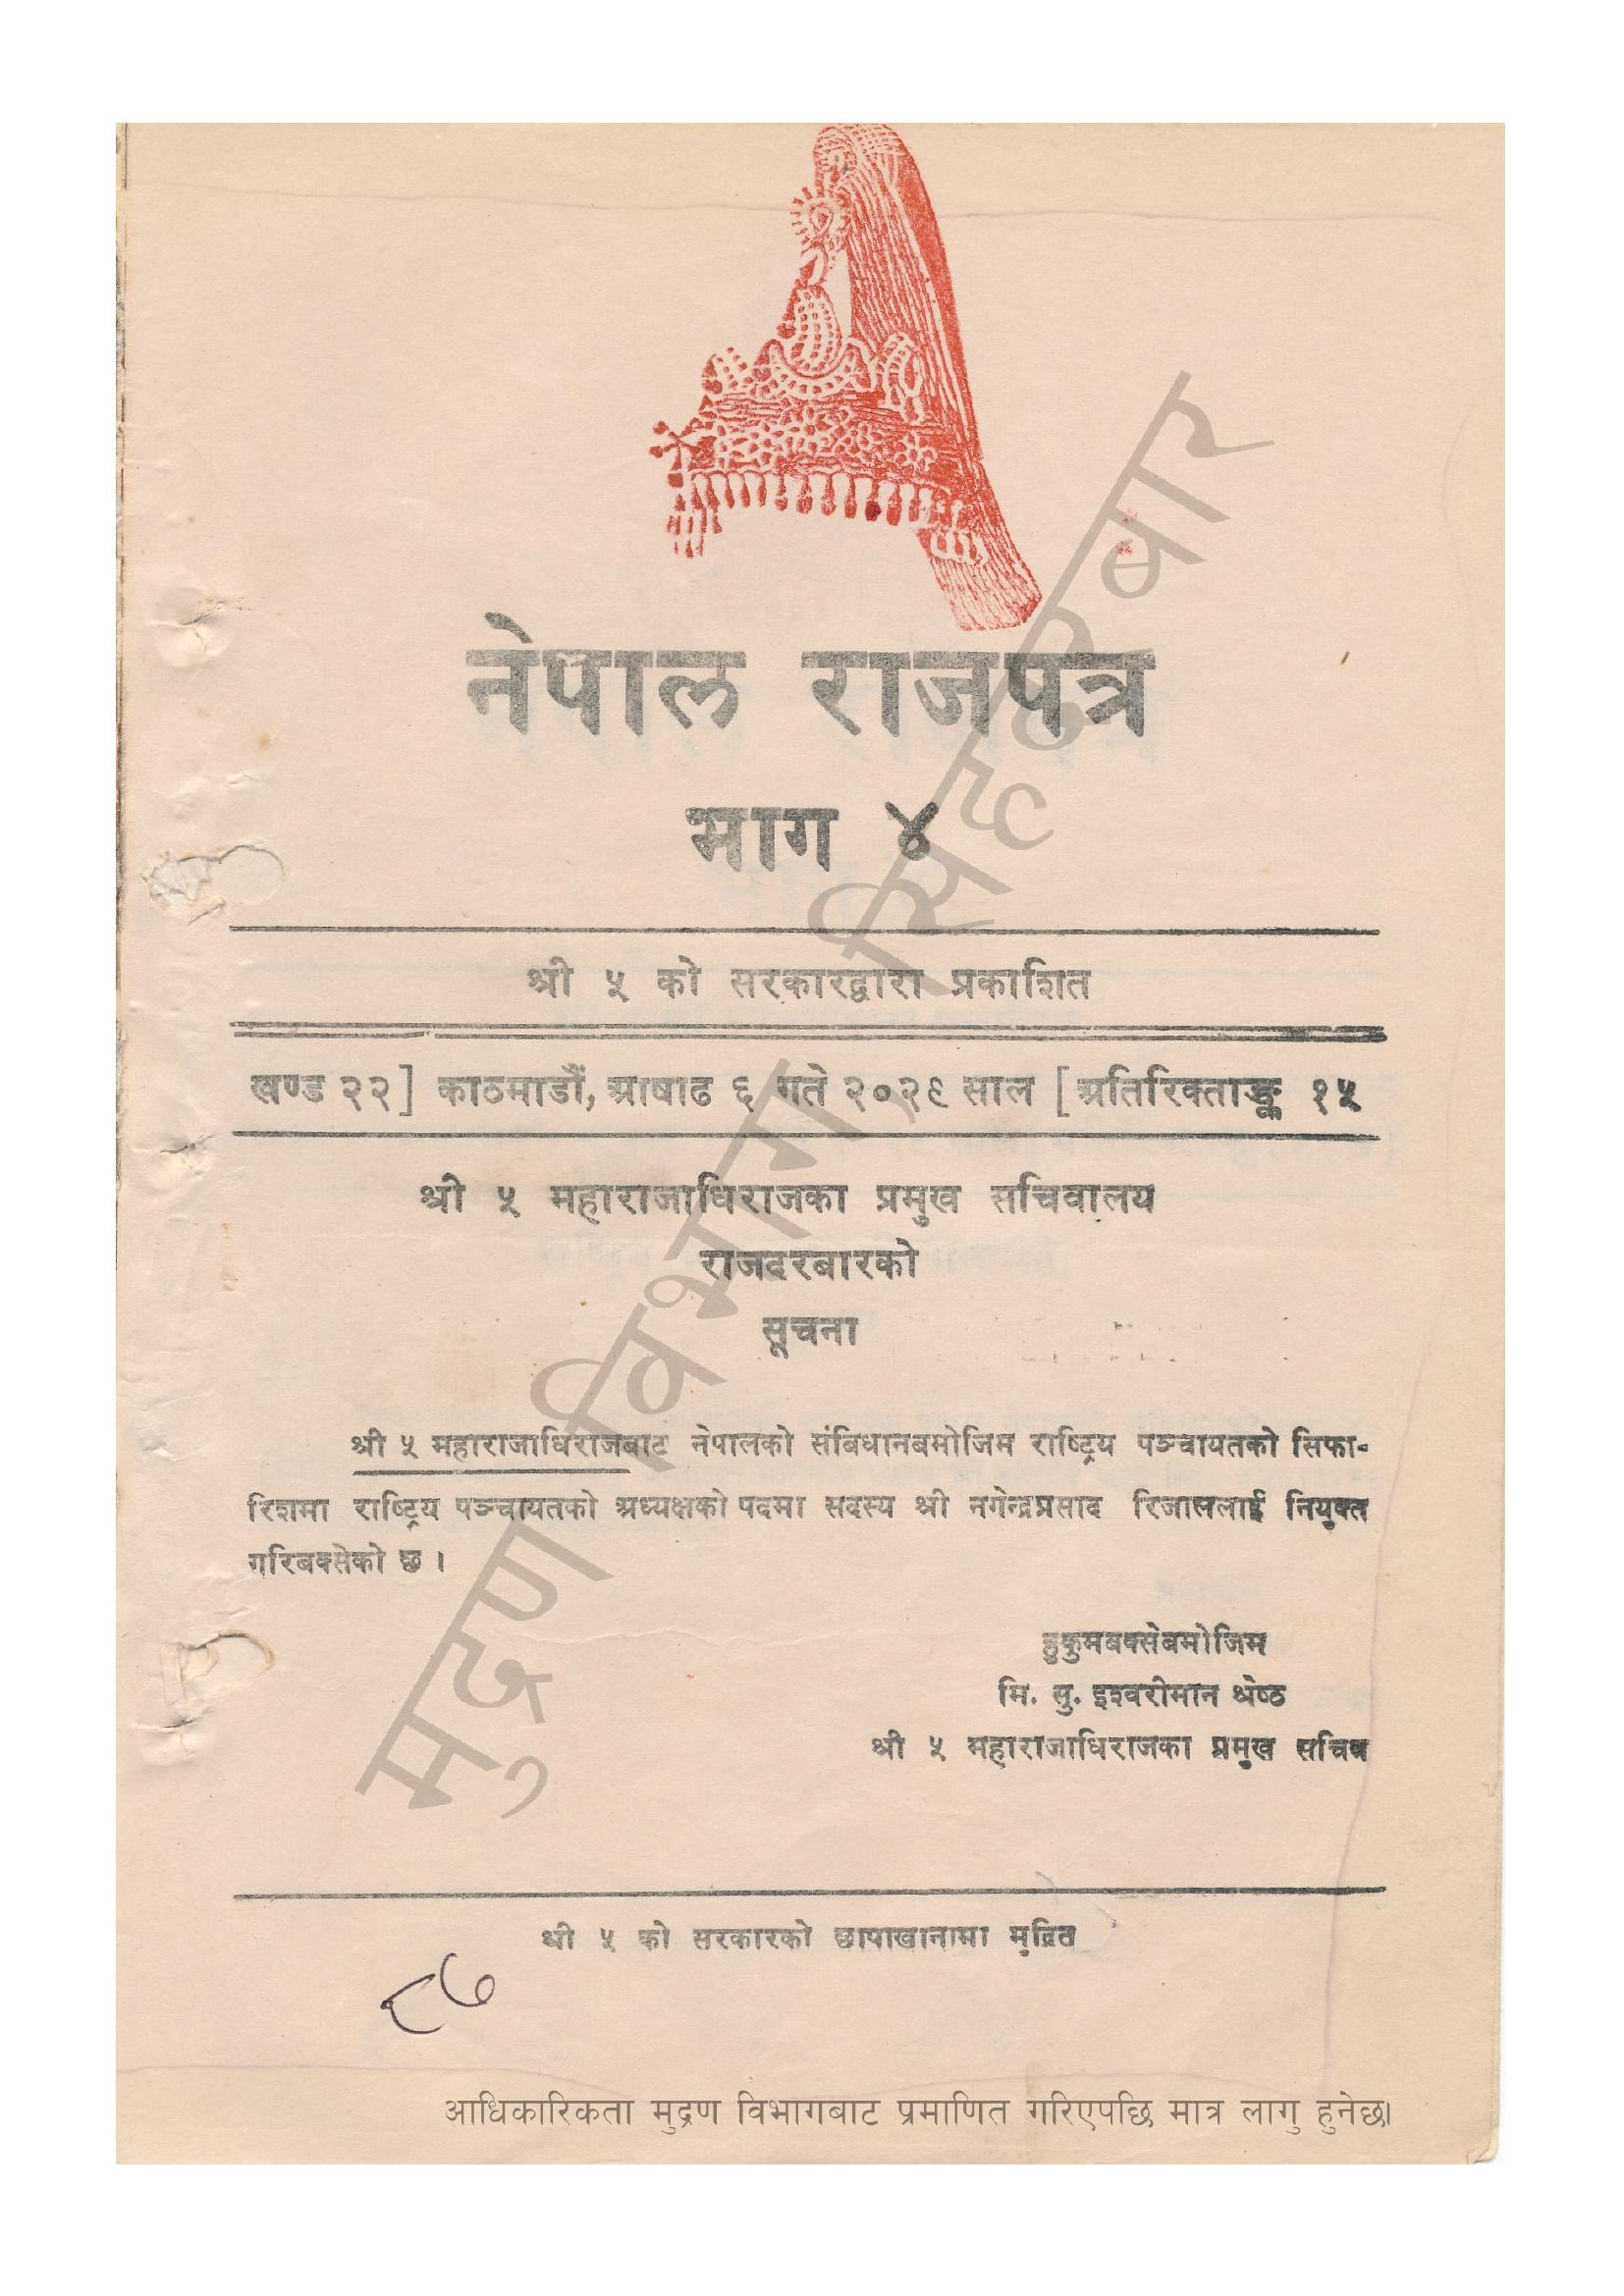 नेपाल राजपत्र
भाग ४
श्री ५ को सरकारद्वारा प्रकाशित
खण्ड २२] काठमाडौं, आषाढ ६ गते २०२९ साल [अतिरिक्ताङ्क १५
श्री ५ महाराजाधिराजका प्रमुख सचिवालय
राजदरबारको
सूचना
श्री ५ महाराजाधिराजबाट नेपालको संबिधानबमोजिम राष्ट्रिय पञ्चायतको सिफा-
रिशमा राष्ट्रिय पञ्चायतको अध्यक्षको पदमा सदस्य श्री नगेन्द्रप्रसाद रिजाललाई नियुक्त
गरिबक्सेको छ ।
हुकुमबक्सेबमोजिम
मि. सु. इश्वरीमान श्रेष्ठ
श्री ५ महाराजाधिराजका प्रमुख सचिव
श्री ५ को सरकारको छापाखानामा मुद्रित
मुद्रण विभाग, सिंहदरबार
आधिकारिकता मुद्रण विभागबाट प्रमाणित गरिएपछि मात्र लागु हुनेछ।